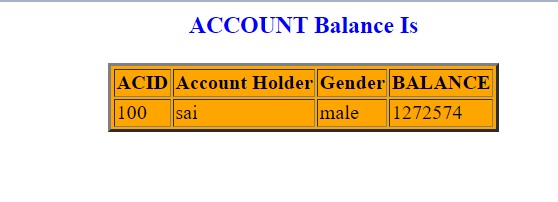 ACCOUNT Balance Is
ACID Account Holder Gender BALANCE
100 sai male 1272574